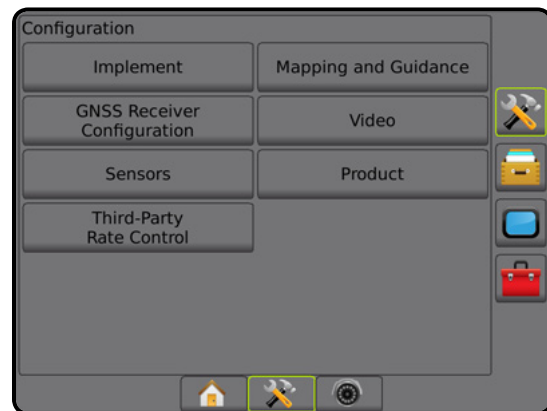 Configuration
Implement
Mapping and Guidance
GNSS Receiver
Configuration
Video
Sensors
Product
Third-Party
Rate Control